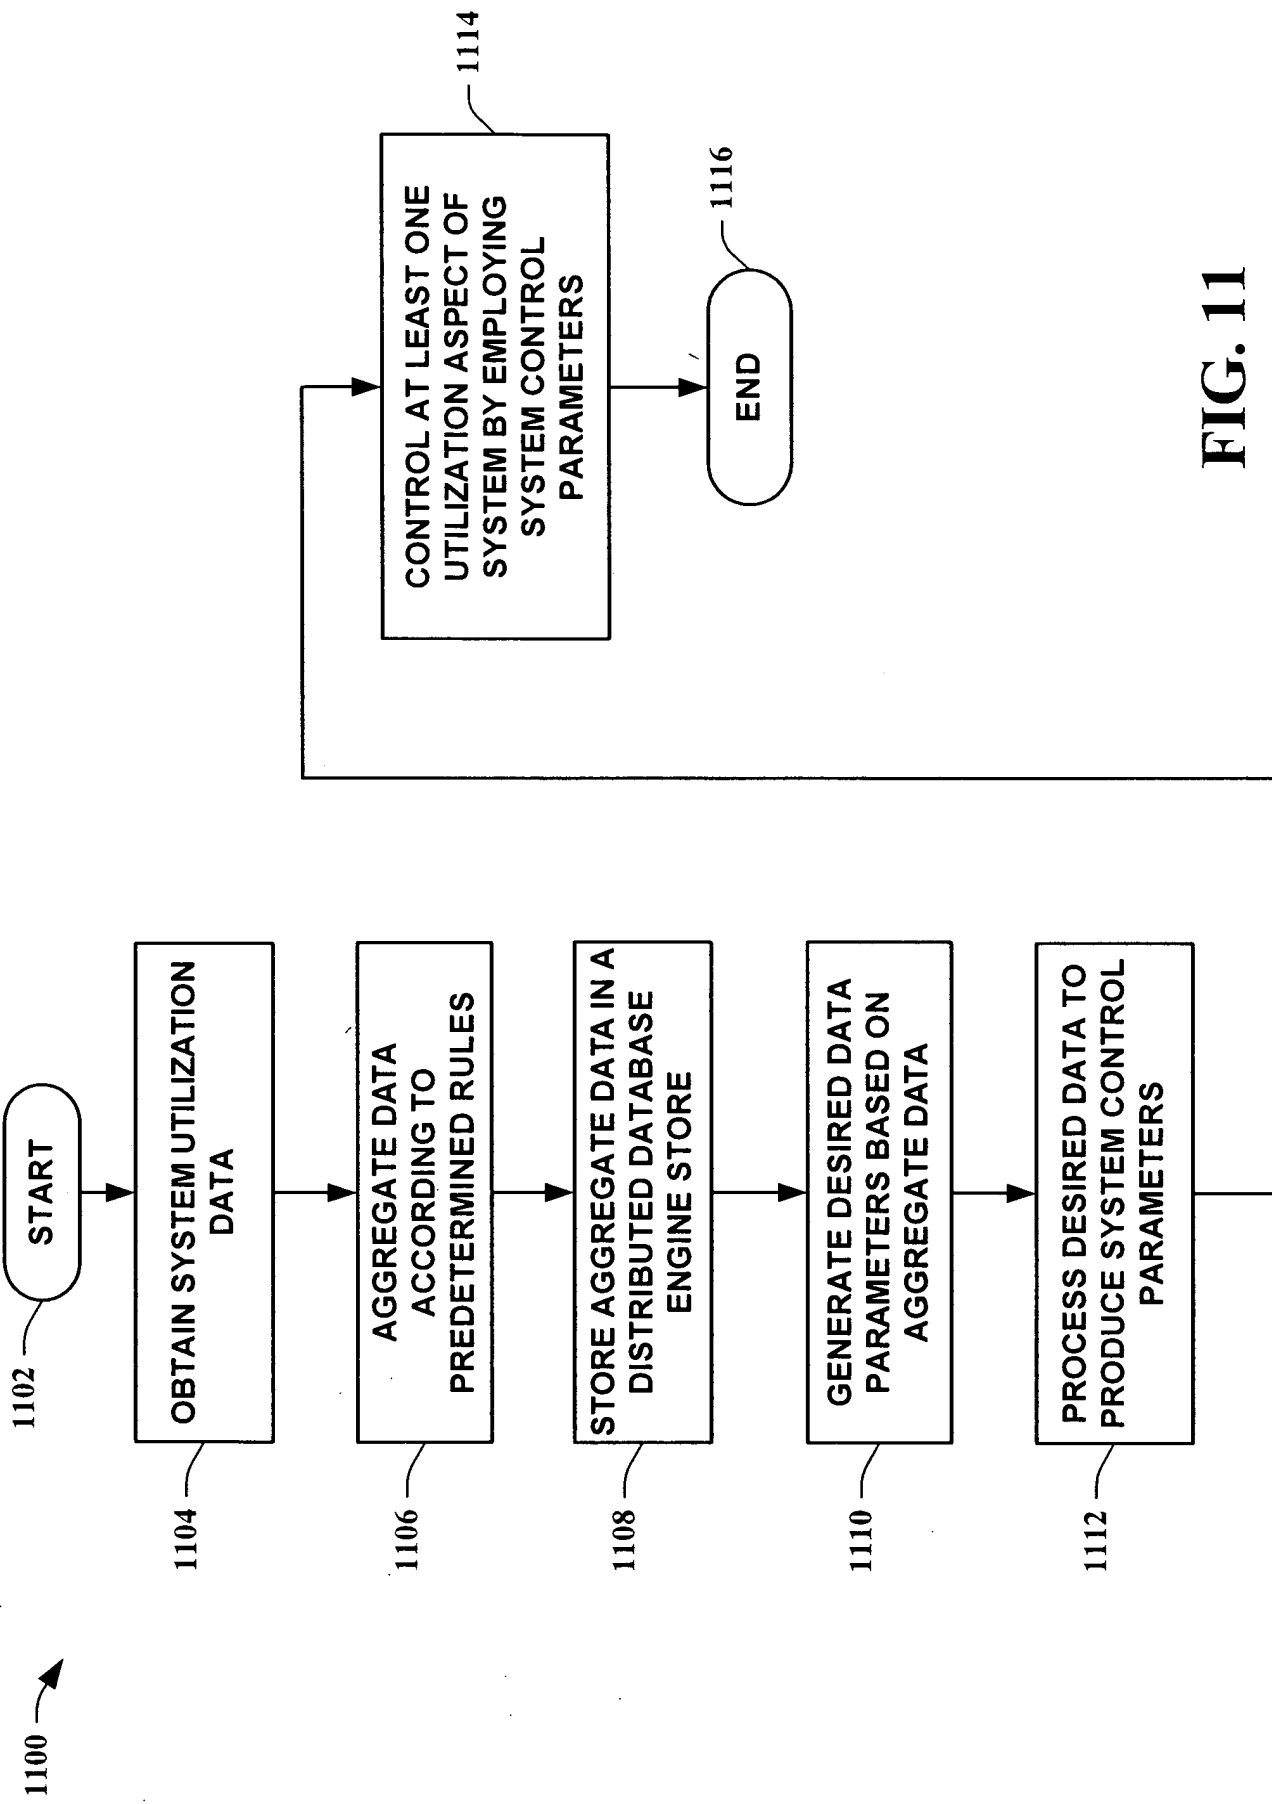 1100
1102
START
1104
OBTAIN SYSTEM UTILIZATION
DATA
1106
AGGREGATE DATA
ACCORDING TO
PREDETERMINED RULES
1108
STORE AGGREGATE DATA IN A
DISTRIBUTED DATABASE
ENGINE STORE
1110
GENERATE DESIRED DATA
PARAMETERS BASED ON
AGGREGATE DATA
1112
PROCESS DESIRED DATA TO
PRODUCE SYSTEM CONTROL
PARAMETERS
1114
CONTROL AT LEAST ONE
UTILIZATION ASPECT OF
SYSTEM BY EMPLOYING
SYSTEM CONTROL
PARAMETERS
1116
END
FIG. 11